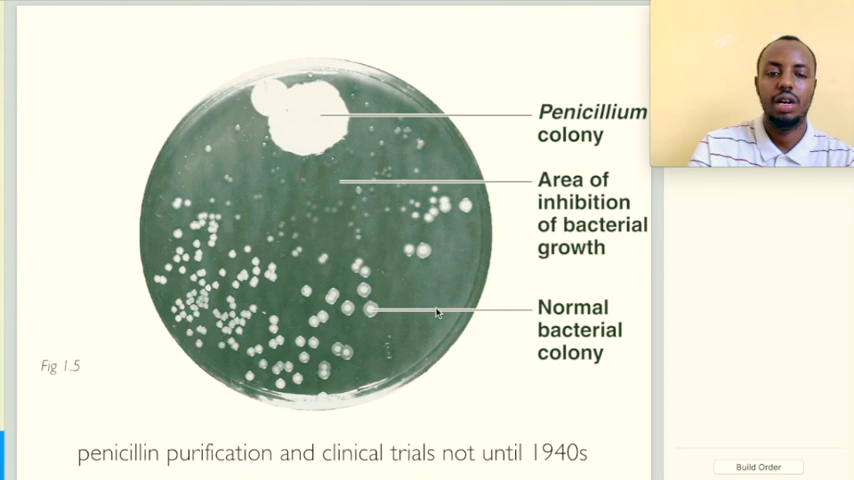 Penicillium
colony
Area of
inhibition
of bacterial
growth
Normal
bacterial
colony
Fig 1.5
penicillin purification and clinical trials not until 1940s
Build Order